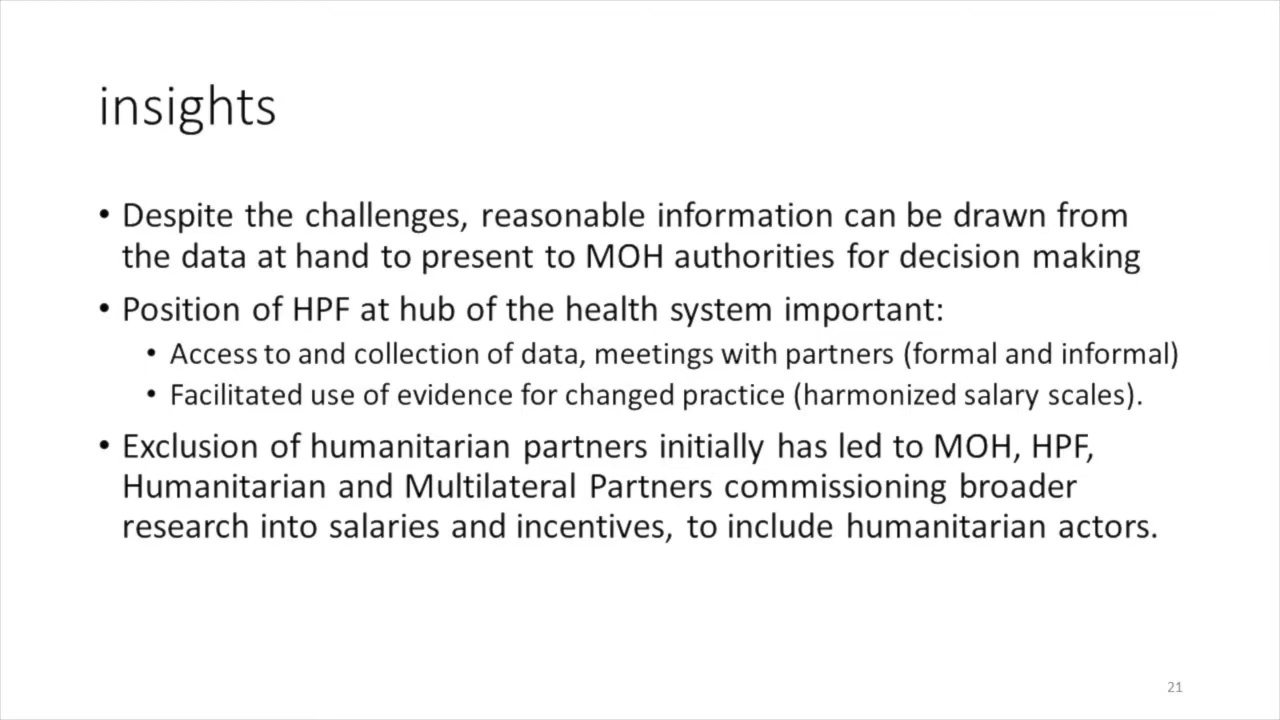 insights
• Despite the challenges, reasonable information can be drawn from
the data at hand to present to MOH authorities for decision making
• Position of HPF at hub of the health system important:
• Access to and collection of data, meetings with partners (formal and informal)
• Facilitated use of evidence for changed practice (harmonized salary scales).
• Exclusion of humanitarian partners initially has led to MOH, HPF,
Humanitarian and Multilateral Partners commissioning broader
research into salaries and incentives, to include humanitarian actors.
21